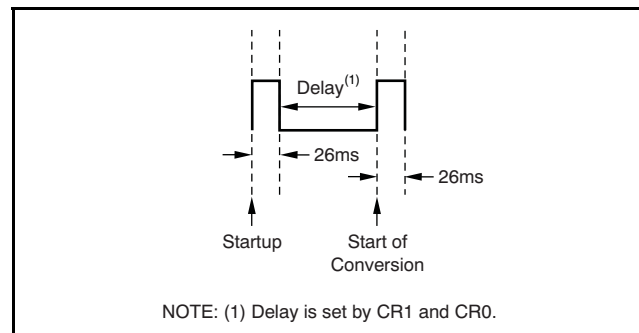 Delay(1)
26ms
26ms
Startup
Start of
Conversion
NOTE: (1) Delay is set by CR1 and CR0.